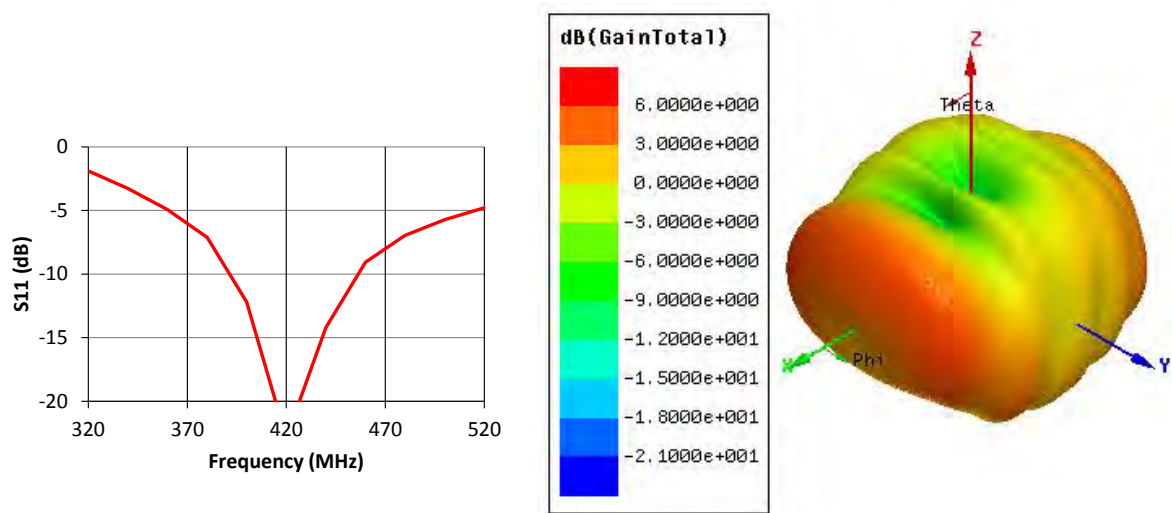 0
-5
-10
-15
-20
S11 (dB)
320 370 420 470 520
Frequency (MHz)
dB(GainTotal)
6.0000e+000
3.0000e+000
0.0000e+000
-3.0000e+000
-6.0000e+000
-9.0000e+000
-1.2000e+001
-1.5000e+001
-1.8000e+001
-2.1000e+001
Z
Theta
X
Phi
Y